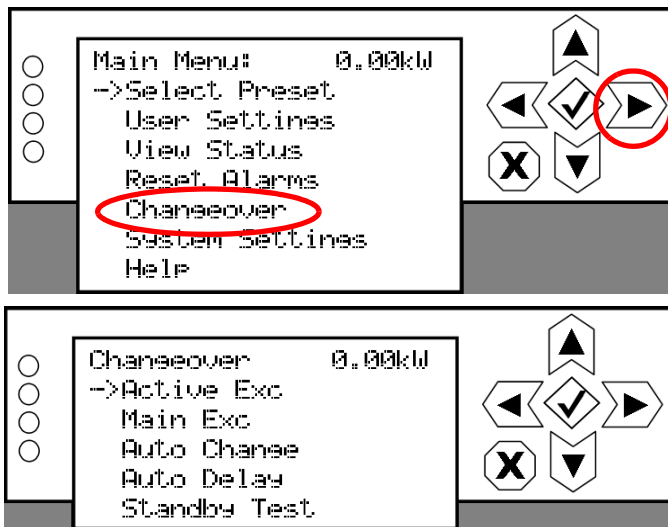 Main Menu: 0.00kW
->Select Preset
User Settings
View Status
Reset Alarms
Changeover
System Settings
Help
Changeover 0.00kW
->Active Exc
Main Exc
Auto Change
Auto Delay
Standby Test